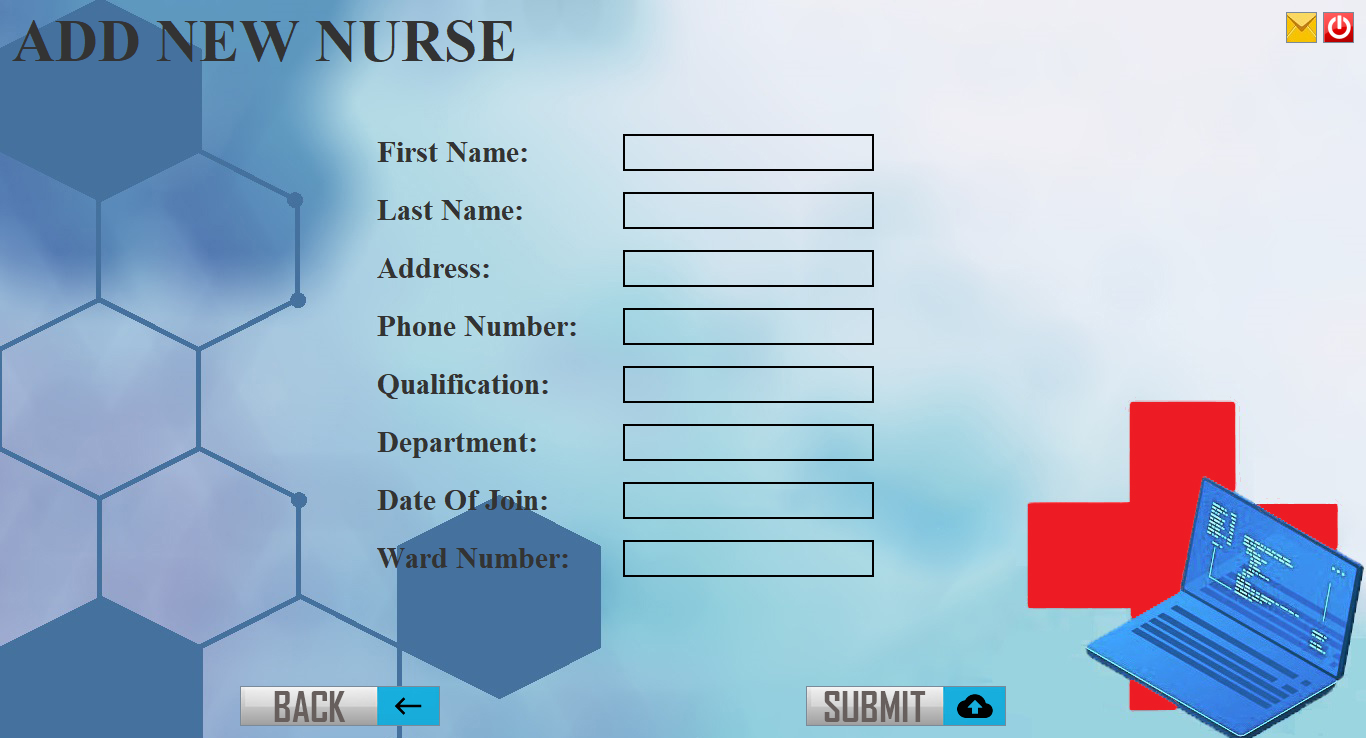 ADD NEW NURSE
First Name:
Last Name:
Address:
Phone Number:
Qualification:
Department:
Date Of Join:
Ward Number:
BACK
SUBMIT